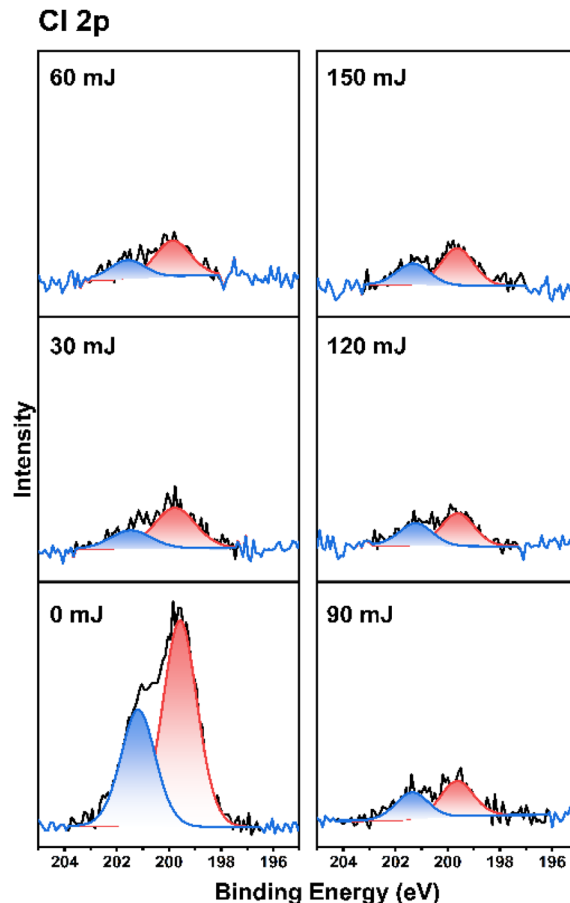 Cl 2p
60 mJ
150 mJ
30 mJ
120 mJ
0 mJ
90 mJ
Intensity
204 202 200 198 196
204 202 200 198 196
Binding Energy (eV)